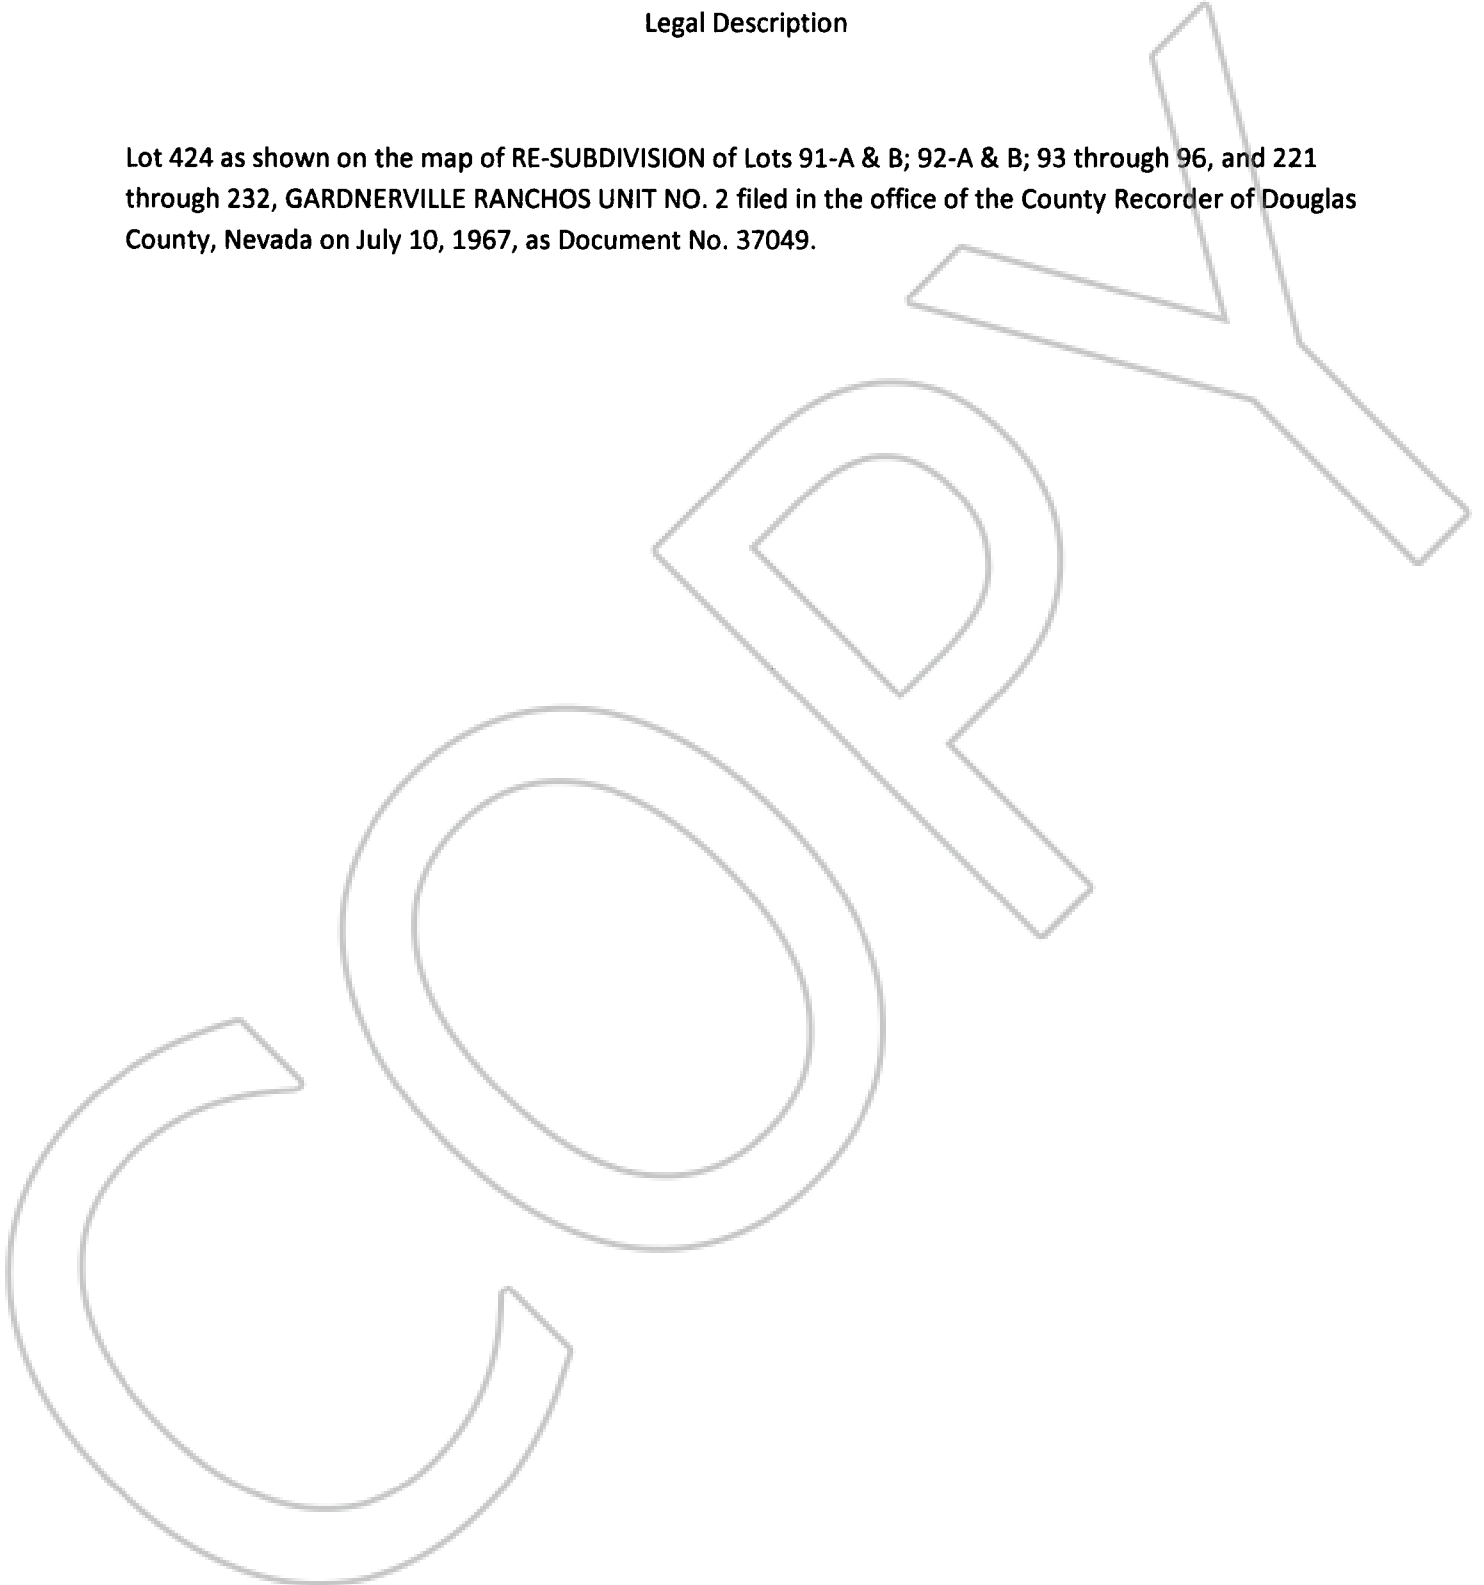 Legal Description
Lot 424 as shown on the map of RE-SUBDIVISION of Lots 91-A & B; 92-A & B; 93 through 96, and 221
through 232, GARDNERVILLE RANCHOS UNIT NO. 2 filed in the office of the County Recorder of Douglas
County, Nevada on July 10, 1967, as Document No. 37049.
COPY